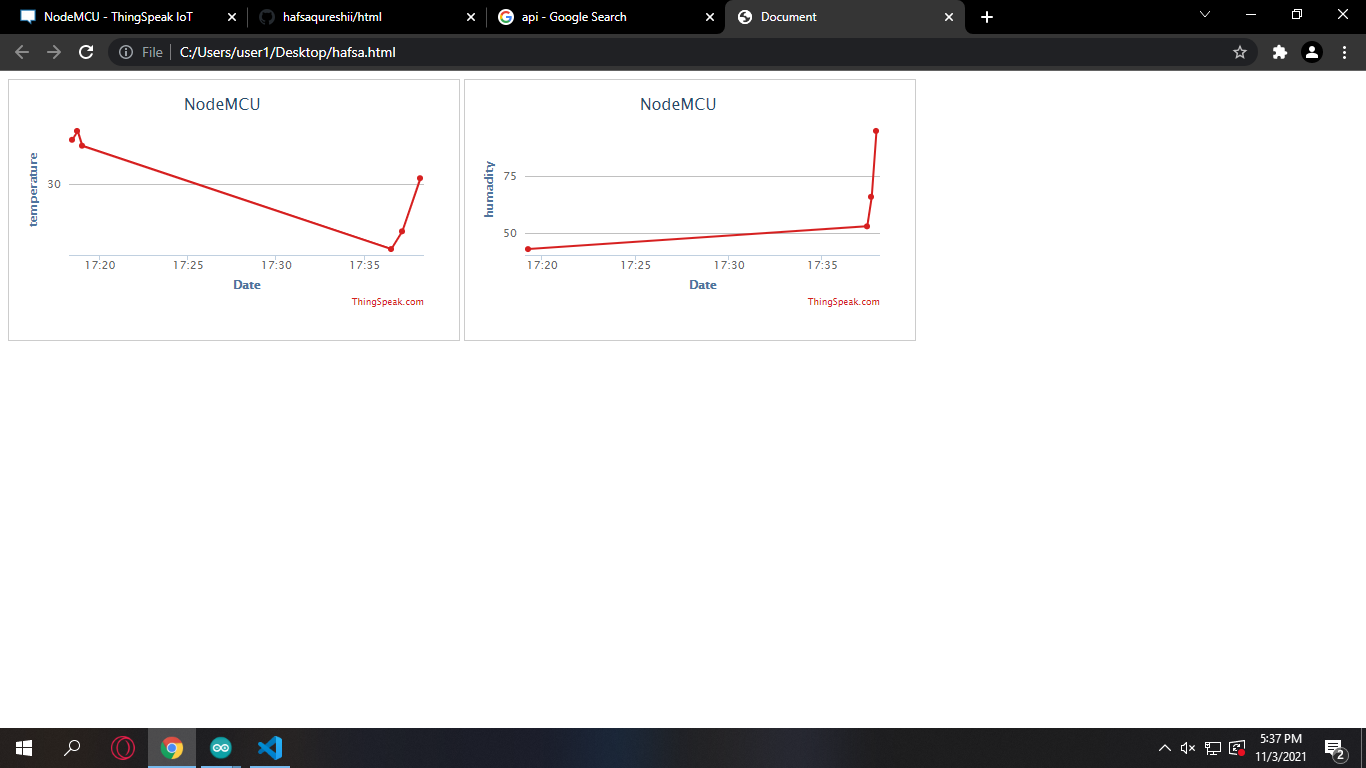 NodeMCU - ThingSpeak IoT
hafsaqureshii/html
api - Google Search
Document
File
C:/Users/user1/Desktop/hafsa.html
NodeMCU
temperature
30
17:20 17:25 17:30 17:35
Date
ThingSpeak.com
NodeMCU
humadity
75
50
17:20 17:25 17:30 17:35
Date
ThingSpeak.com
5:37 PM
11/3/2021
2